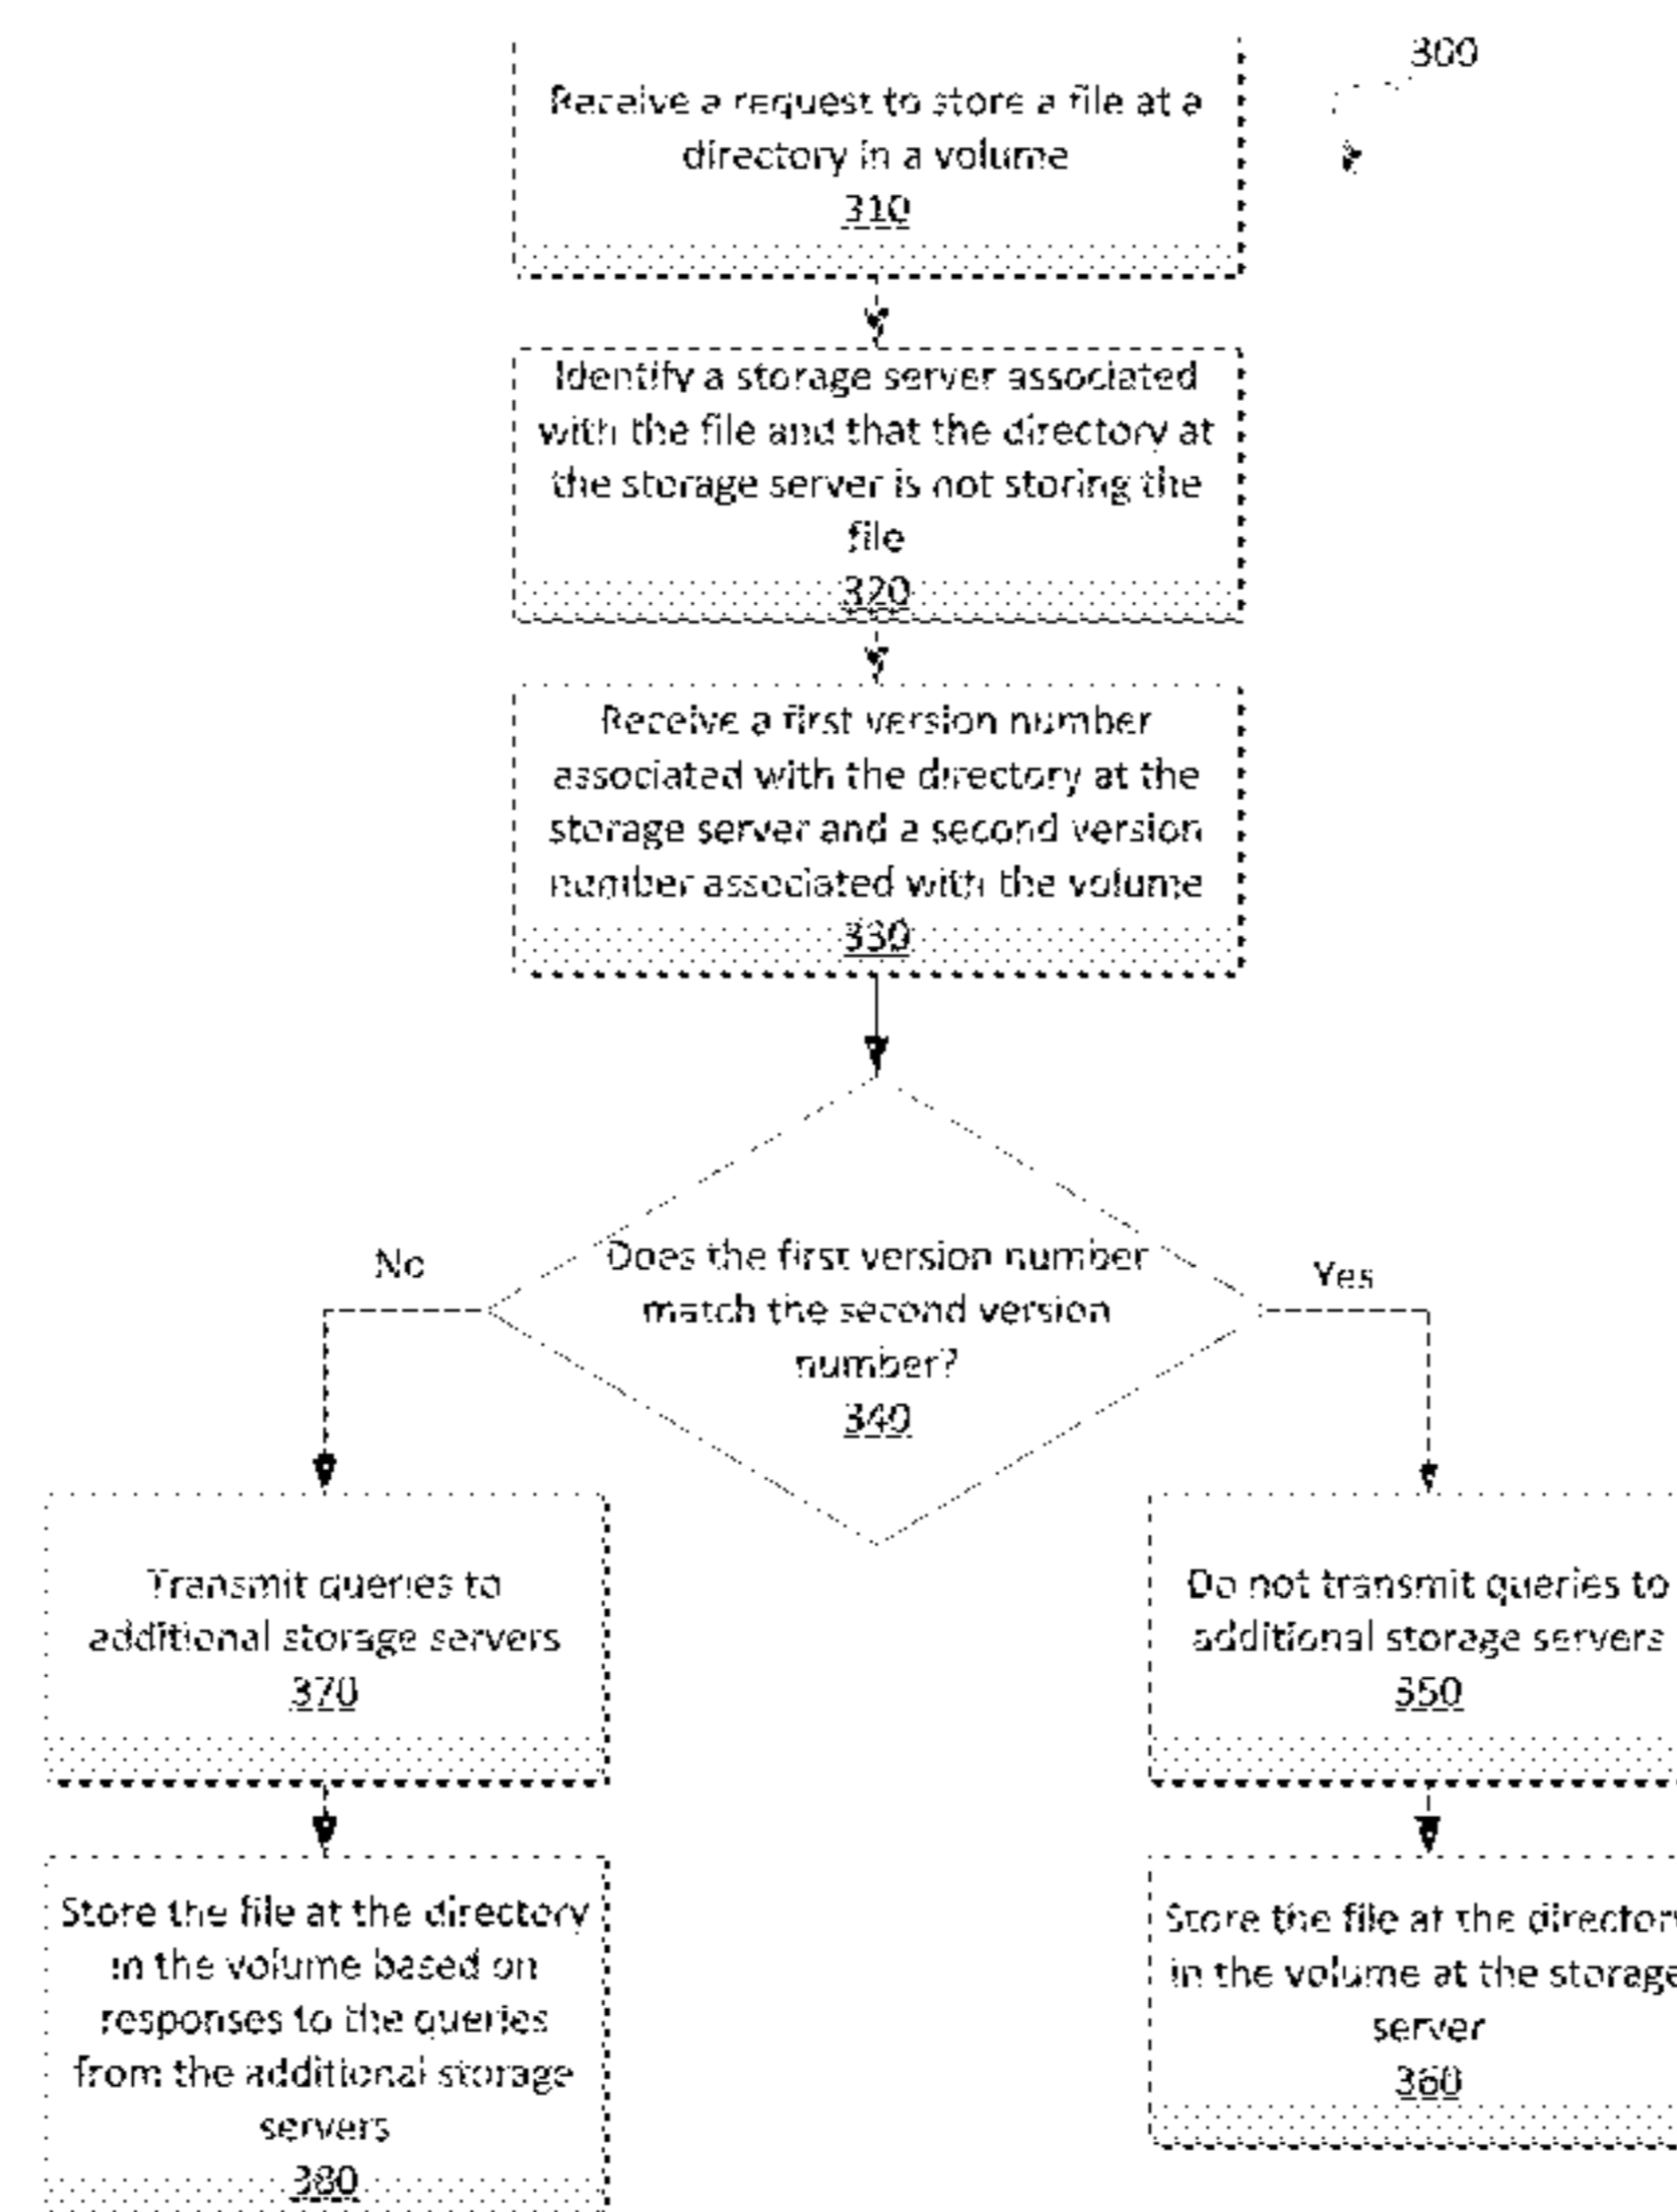 300
Receive a request to store a file at a
directory in a volume
310
Identify a storage server associated
with the file and that the directory at
the storage server is not storing the
file
320
Receive a first version number
associated with the directory at the
storage server and a second version
number associated with the volume
330
Does the first version number
match the second version
number?
340
No
Yes
Transmit queries to
additional storage servers
370
Do not transmit queries to
additional storage servers
350
Store the file at the directory
in the volume based on
responses to the queries
from the additional storage
servers
380
Store the file at the directory
in the volume at the storage
server
360